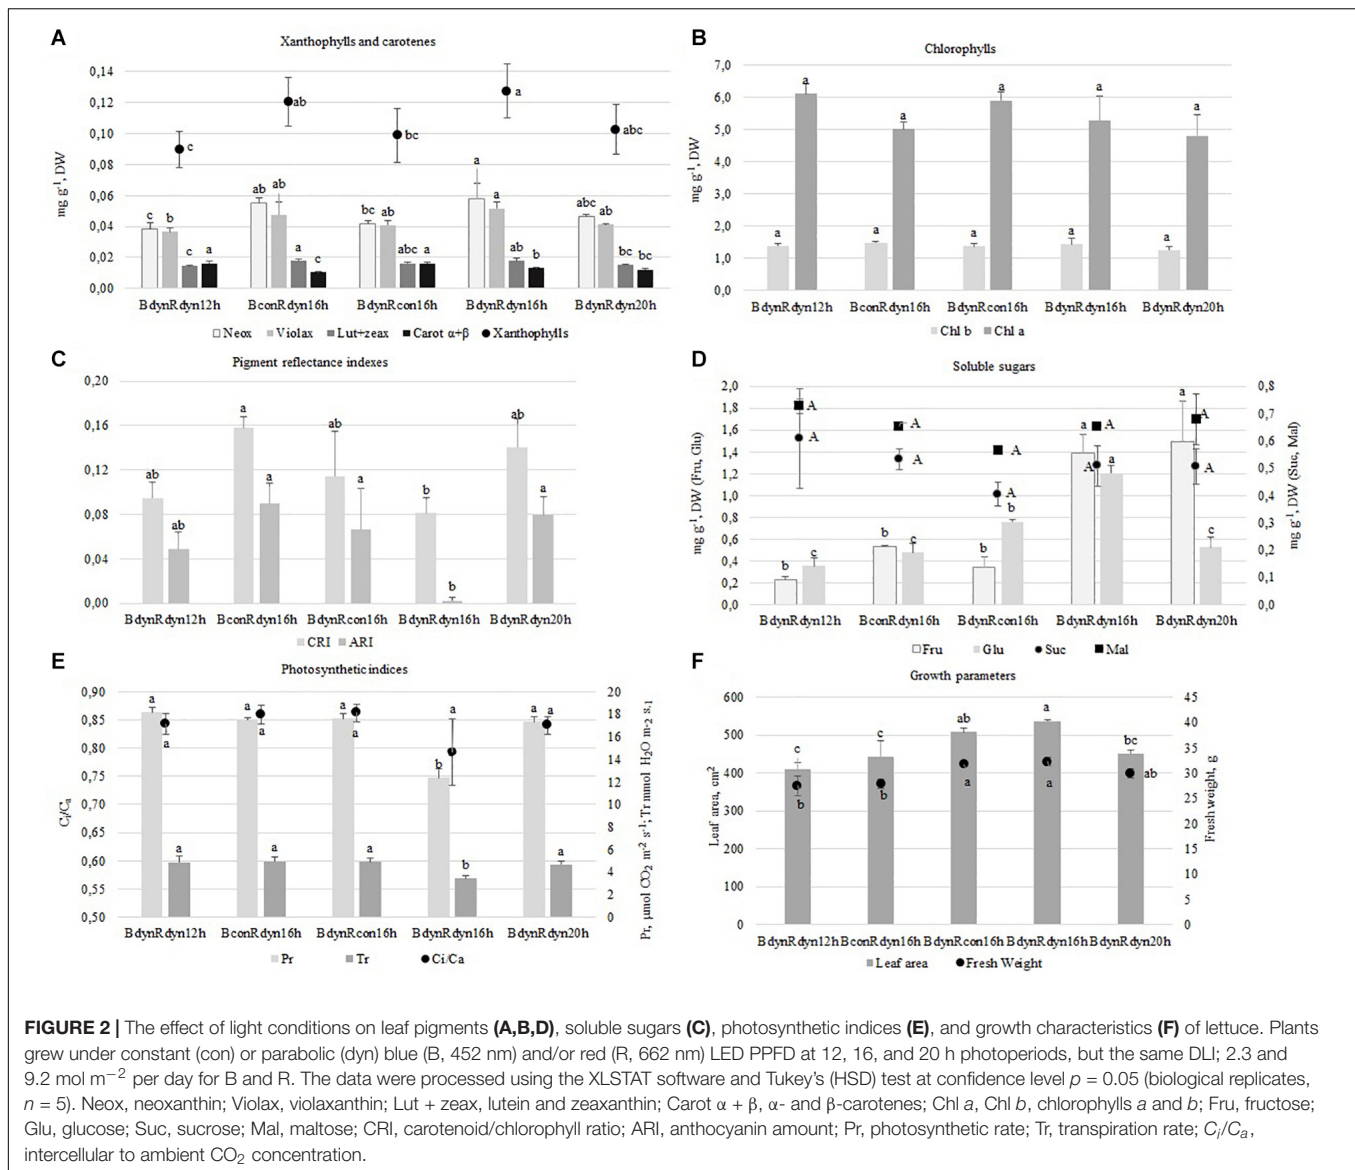 A
Xanthophylls and carotenes
0,14
0,12
0,10
0,08
0,06
0,04
0,02
0,00
mg g-1, DW
c
ab
bc
a
abc
c b c a
ab ab a c
bc ab abc a
a a ab b
abc ab bc bc
BdynRdyn12h BconRdyn16h BdynRcon16h BdynRdyn16h BdynRdyn20h
Neox Violax Lut+zeax Carot α+β Xanthophylls
B
Chlorophylls
7,0
6,0
5,0
4,0
3,0
2,0
1,0
0,0
mg g-1, DW
a a a a a
a a a a a
BdynRdyn12h BconRdyn16h BdynRcon16h BdynRdyn16h BdynRdyn20h
Chl b Chl a
C
Pigment reflectance indexes
0,20
0,16
0,12
0,08
0,04
0,00
ab ab
a a
ab a
b b
ab a
BdynRdyn12h BconRdyn16h BdynRcon16h BdynRdyn16h BdynRdyn20h
CRI ARI
D
Soluble sugars
2,0
1,8
1,6
1,4
1,2
1,0
0,8
0,6
0,4
0,2
0,0
mg g-1, DW (Fru, Glu)
0,8
0,7
0,6
0,5
0,4
0,3
0,2
0,1
0,0
mg g-1, DW (Suc, Mal)
A A A A A
A A A A A
b c
b c
b b
a a
a c
BdynRdyn12h BconRdyn16h BdynRcon16h BdynRdyn16h BdynRdyn20h
Fru Glu Suc Mal
E
Photosynthetic indices
0,90
0,85
0,80
0,75
0,70
0,65
0,60
0,55
0,50
Ci/Ca
20
18
16
14
12
10
8
6
4
2
0
Pr, µmol CO2 m-2 s-1; Tr mmol H2O m-2 s-1
a a a
a a a
a a a
b a b
a a a
BdynRdyn12h BconRdyn16h BdynRcon16h BdynRdyn16h BdynRdyn20h
Pr Tr Ci/Ca
F
Growth parameters
600
500
400
300
200
100
0
Leaf area, cm2
45
40
35
30
25
20
15
10
5
0
Fresh weight, g
c c ab a bc
b b a a ab
BdynRdyn12h BconRdyn16h BdynRcon16h BdynRdyn16h BdynRdyn20h
Leaf area Fresh Weight
FIGURE 2 | The effect of light conditions on leaf pigments (A,B,D), soluble sugars (C), photosynthetic indices (E), and growth characteristics (F) of lettuce. Plants
grew under constant (con) or parabolic (dyn) blue (B, 452 nm) and/or red (R, 662 nm) LED PPFD at 12, 16, and 20 h photoperiods, but the same DLI; 2.3 and
9.2 mol m−2 per day for B and R. The data were processed using the XLSTAT software and Tukey's (HSD) test at confidence level p = 0.05 (biological replicates,
n = 5). Neox, neoxanthin; Violax, violaxanthin; Lut + zeax, lutein and zeaxanthin; Carot α + β, α- and β-carotenes; Chl a, Chl b, chlorophylls a and b; Fru, fructose;
Glu, glucose; Suc, sucrose; Mal, maltose; CRI, carotenoid/chlorophyll ratio; ARI, anthocyanin amount; Pr, photosynthetic rate; Tr, transpiration rate; Ci/Ca,
intercellular to ambient CO2 concentration.